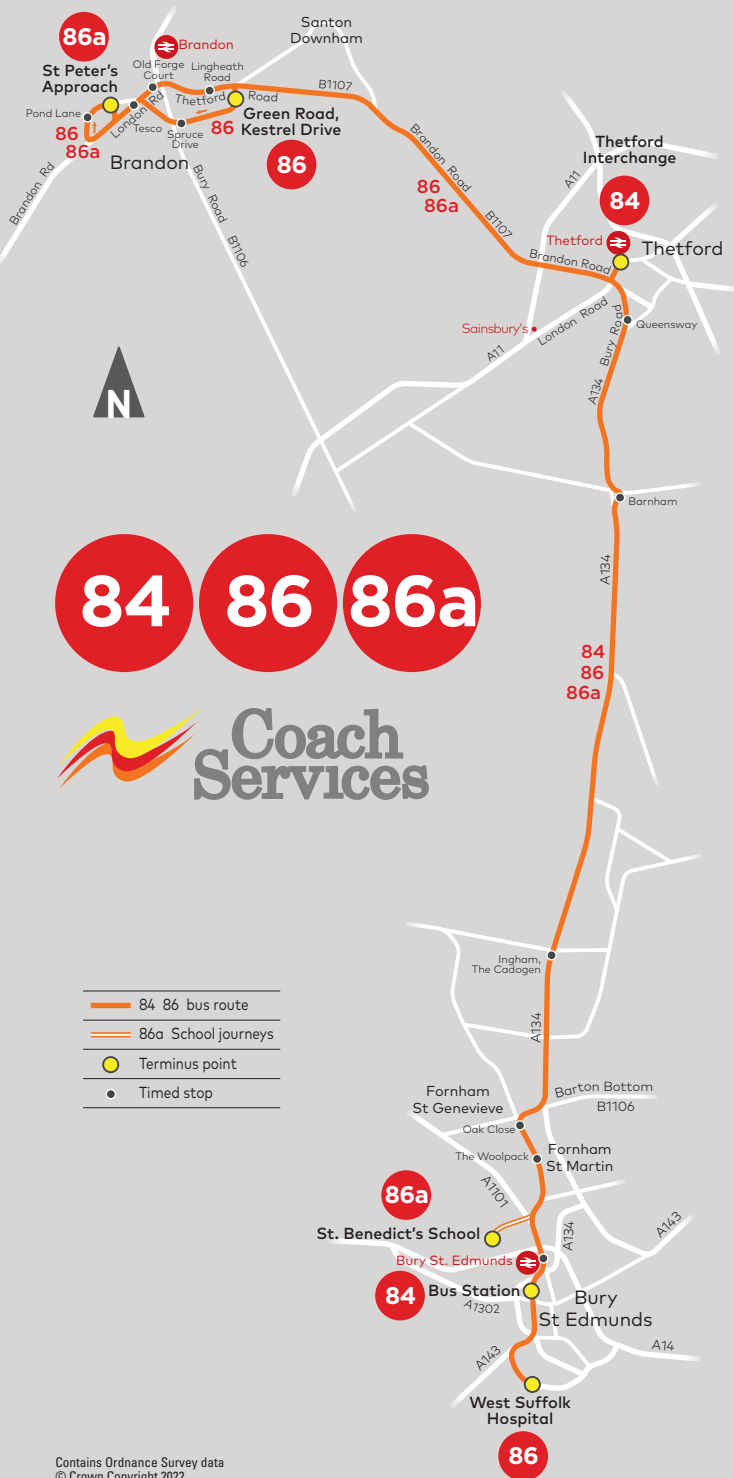 86a
St Peter's
Approach
Brandon
Old Forge
Court
Lingheath
Road
Santon
Downham
Pond Lane
London Rd
Thetford
Road
B1107
Tesco
Spruce
Drive
86
Green Road,
Kestrel Drive
86
86
86a
Brandon
Brandon Rd
Bury Road
B1106
Brandon Road
86
86a
B1107
A11
Thetford
Interchange
84
Thetford
Thetford
Brandon Road
Sainsbury's
London Road
A11
Bury Road
Queensway
A134
N
Barnham
A134
84
86
86a
84
86
86a
Coach
Services
Ingham,
The Cadogen
A134
84 86 bus route
86a School journeys
Terminus point
Timed stop
Fornham
St Genevieve
Barton Bottom
B1106
Oak Close
The Woolpack
Fornham
St Martin
A1101
86a
St. Benedict's School
A134
A143
Bury St. Edmunds
84
Bus Station
A1302
Bury
St Edmunds
A143
A14
West Suffolk
Hospital
86
Contains Ordnance Survey data
© Crown Copyright 2022